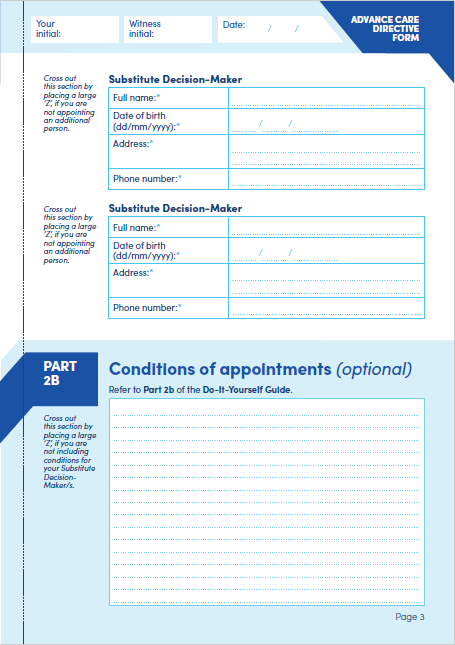 Your
initial:
Witness
initial:
Date: / /
ADVANCE CARE
DIRECTIVE
FORM
Cross out
this section by
placing a large
‘Z’, if you are
not appointing
an additional
person.
Substitute Decision-Maker
Full name:*
Date of birth
(dd/mm/yyyy):* / /
Address:*
Phone number:*
Cross out
this section by
placing a large
‘Z’, if you are
not appointing
an additional
person.
Substitute Decision-Maker
Full name:*
Date of birth
(dd/mm/yyyy):* / /
Address:*
Phone number:*
PART
2B
Conditions of appointments (optional)
Refer to Part 2b of the Do-It-Yourself Guide.
Cross out
this section by
placing a large
‘Z’, if you are
not including
conditions for
your Substitute
Decision-
Maker/s.
Page 3